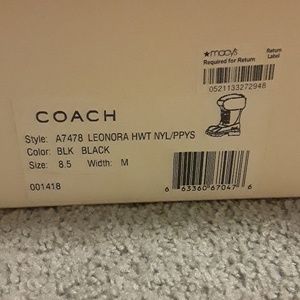 ★macy's
Return
Required for Return
Label
0521133272948
COACH
Style: A7478 LEONORA HWT NYL/PPYS
Color: BLK BLACK
Size: 8.5 Width: M
001418
6 63360 67047 6